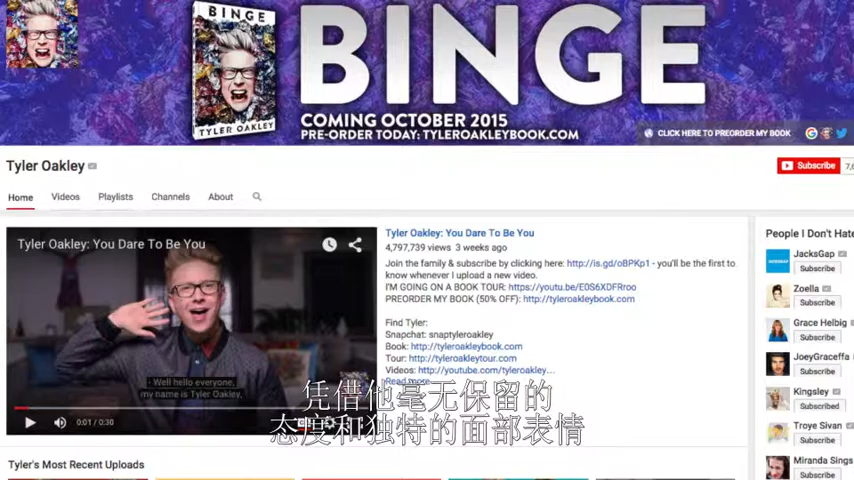 BINGE
TYLER OAKLEY
BINGE
COMING OCTOBER 2015
PRE-ORDER TODAY: TYLEROAKLEYBOOK.COM
CLICK HERE TO PREORDER MY BOOK
Tyler Oakley
Subscribe
Home Videos Playlists Channels About
Tyler Oakley: You Dare To Be You
- Well hello everyone,
my name is Tyler Oakley,
0:01 / 0:30
Tyler Oakley: You Dare To Be You
4,797,739 views 3 weeks ago
Join the family & subscribe by clicking here: http://is.gd/oBPKp1 - you'll be the first to
know whenever I upload a new video.
I'M GOING ON A BOOK TOUR: https://youtu.be/E0S6XDFRroo
PREORDER MY BOOK (50% OFF): http://tyleroakleybook.com
Find Tyler:
Snapchat: snaptyleroakley
Book: http://tyleroakleybook.com
Tour: http://tyleroakleytour.com
Videos: http://youtube.com/tyleroakley...
Read more
People I Don't Hate
JacksGap
Subscribe
Zoella
Subscribe
Grace Helbig
Subscribe
JoeyGraceffa
Subscribe
Kingsley
Subscribed
Troye Sivan
Subscribe
Miranda Sings
Subscribe
凭借他毫无保留的
态度和独特的面部表情
Tyler's Most Recent Uploads